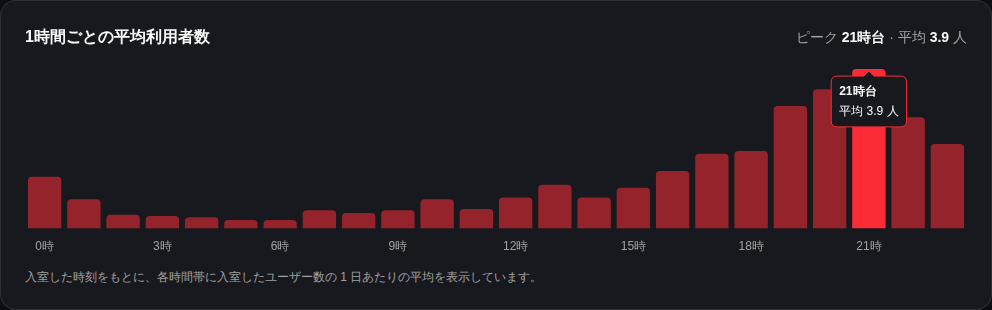 1時間ごとの平均利用者数
ピーク 21時台 · 平均 3.9 人
21時台
平均 3.9 人
0時 3時 6時 9時 12時 15時 18時 21時
入室した時刻をもとに、各時間帯に入室したユーザー数の 1 日あたりの平均を表示しています。